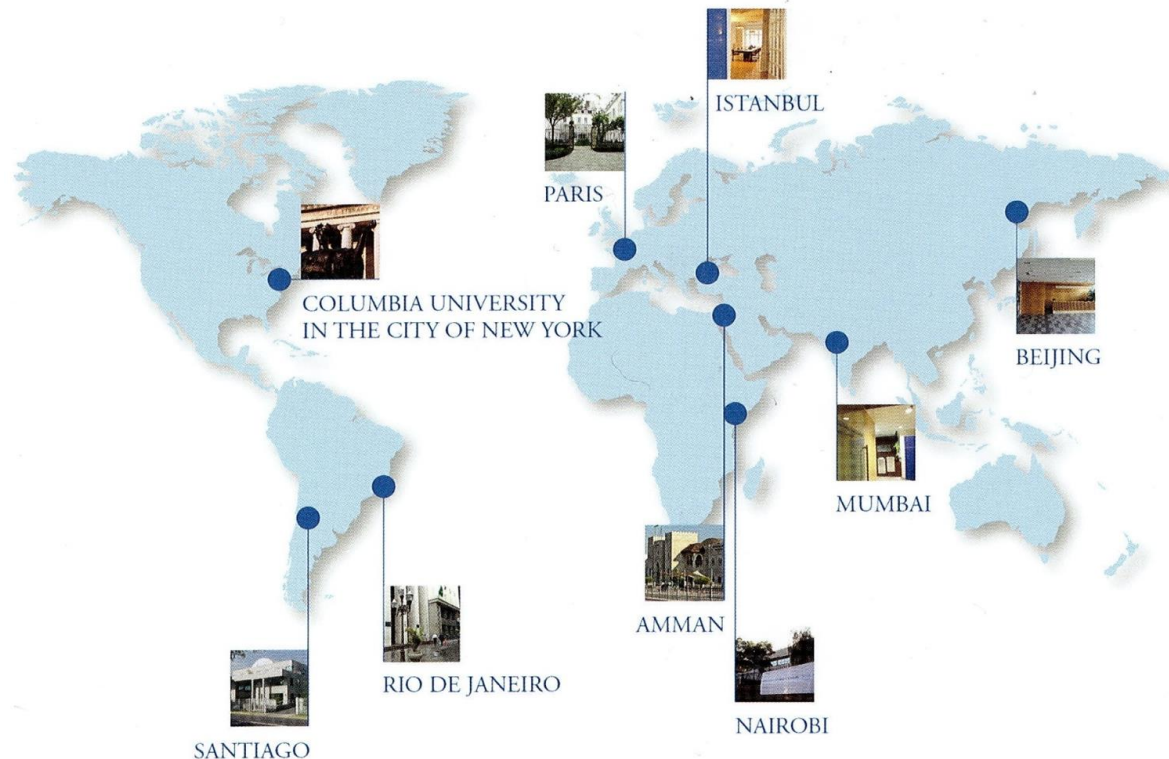 ISTANBUL
PARIS
COLUMBIA UNIVERSITY
IN THE CITY OF NEW YORK
BEIJING
MUMBAI
AMMAN
RIO DE JANEIRO
NAIROBI
SANTIAGO